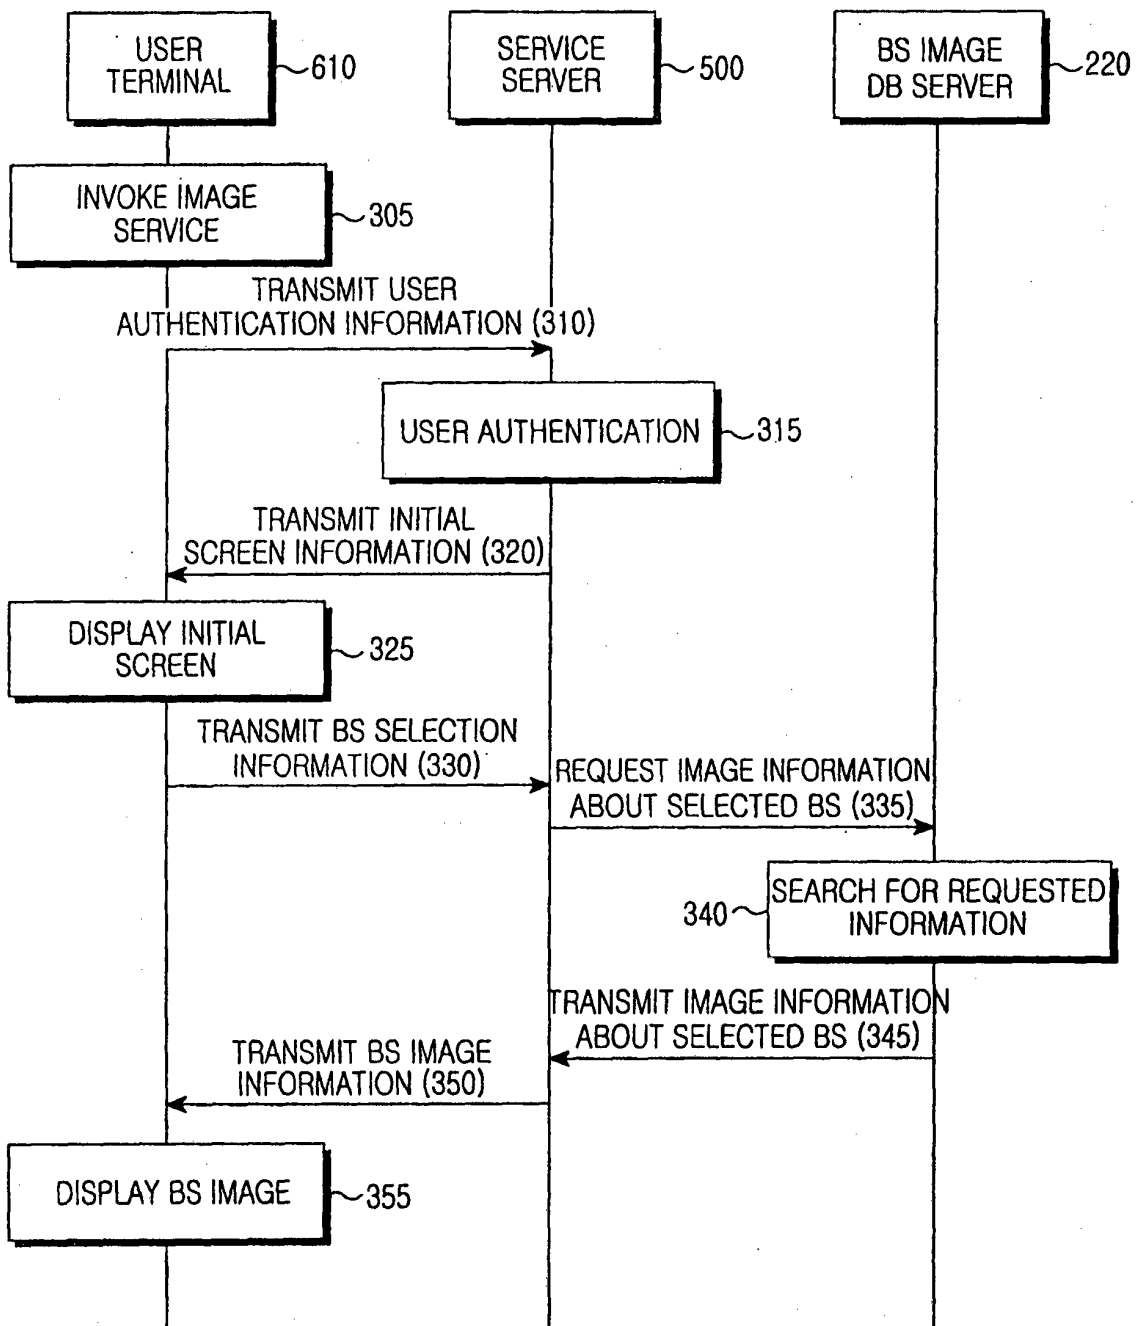 USER
TERMINAL
610
SERVICE
SERVER
500
BS IMAGE
DB SERVER
220
INVOKE IMAGE
SERVICE
305
TRANSMIT USER
AUTHENTICATION INFORMATION (310)
USER AUTHENTICATION
315
TRANSMIT INITIAL
SCREEN INFORMATION (320)
DISPLAY INITIAL
SCREEN
325
TRANSMIT BS SELECTION
INFORMATION (330)
REQUEST IMAGE INFORMATION
ABOUT SELECTED BS (335)
340
SEARCH FOR REQUESTED
INFORMATION
TRANSMIT IMAGE INFORMATION
ABOUT SELECTED BS (345)
TRANSMIT BS IMAGE
INFORMATION (350)
DISPLAY BS IMAGE
355